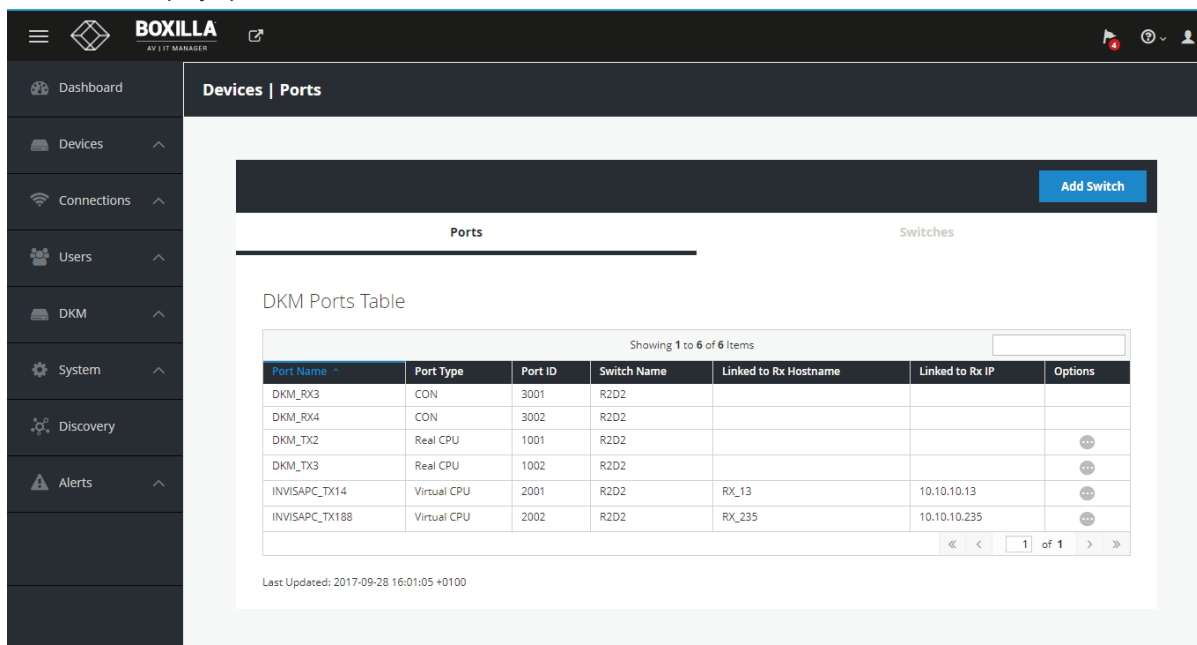 BOXILLA
AV | IT MANAGER
4
Dashboard
Devices | Ports
Devices
Connections
Users
DKM
System
Discovery
Alerts
Add Switch
Ports Switches
DKM Ports Table
Showing 1 to 6 of 6 Items
Port Name Port Type Port ID Switch Name Linked to Rx Hostname Linked to Rx IP Options
DKM_RX3 CON 3001 R2D2
DKM_RX4 CON 3002 R2D2
DKM_TX2 Real CPU 1001 R2D2
DKM_TX3 Real CPU 1002 R2D2
INVISAPC_TX14 Virtual CPU 2001 R2D2 RX_13 10.10.10.13
INVISAPC_TX188 Virtual CPU 2002 R2D2 RX_235 10.10.10.235
« < 1 of 1 > »
Last Updated: 2017-09-28 16:01:05 +0100